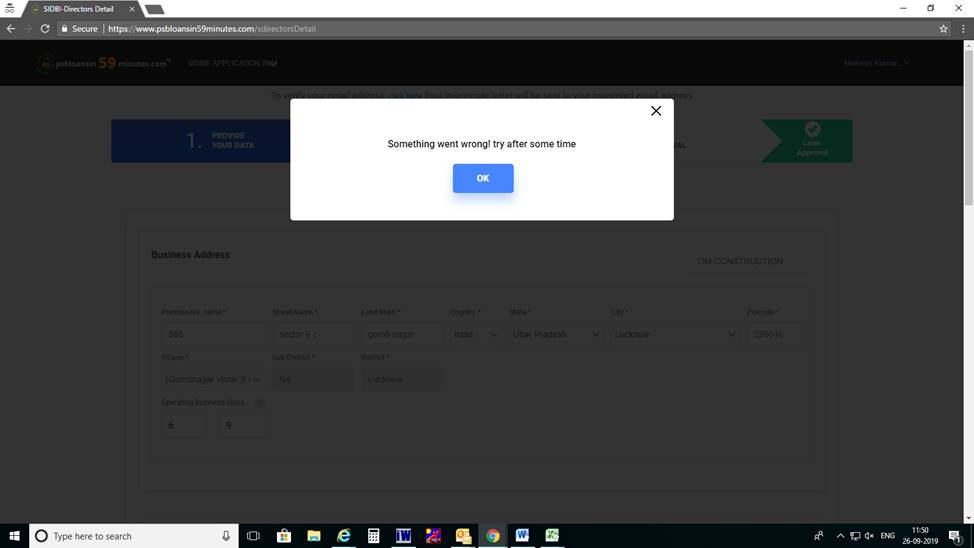 SIDBI-Directors Detail
Secure https://www.psbloansin59minutes.com/sdirectorsDetail
psbloansin 59 minutes.com™ MSME APPLICATION Mahesh Kumar...
To verify your email address, click here Your in-principle letter will be sent to your registered email address
1. PROVIDE YOUR DATA
VAL
Loan Approval
Something went wrong! try after some time
OK
Business Address
OM CONSTRUCTION
Premise No. name * Street Name * Land Mark * Country * State * City * Pincode *
986 sector 6 c gomti nagar India Uttar Pradesh Lucknow 226010
Village * Sub District * District *
(Gomtinagar Vistar S.O NA Lucknow
Operating Business Since
6 9
Type here to search
ENG
11:50
26-09-2019
1